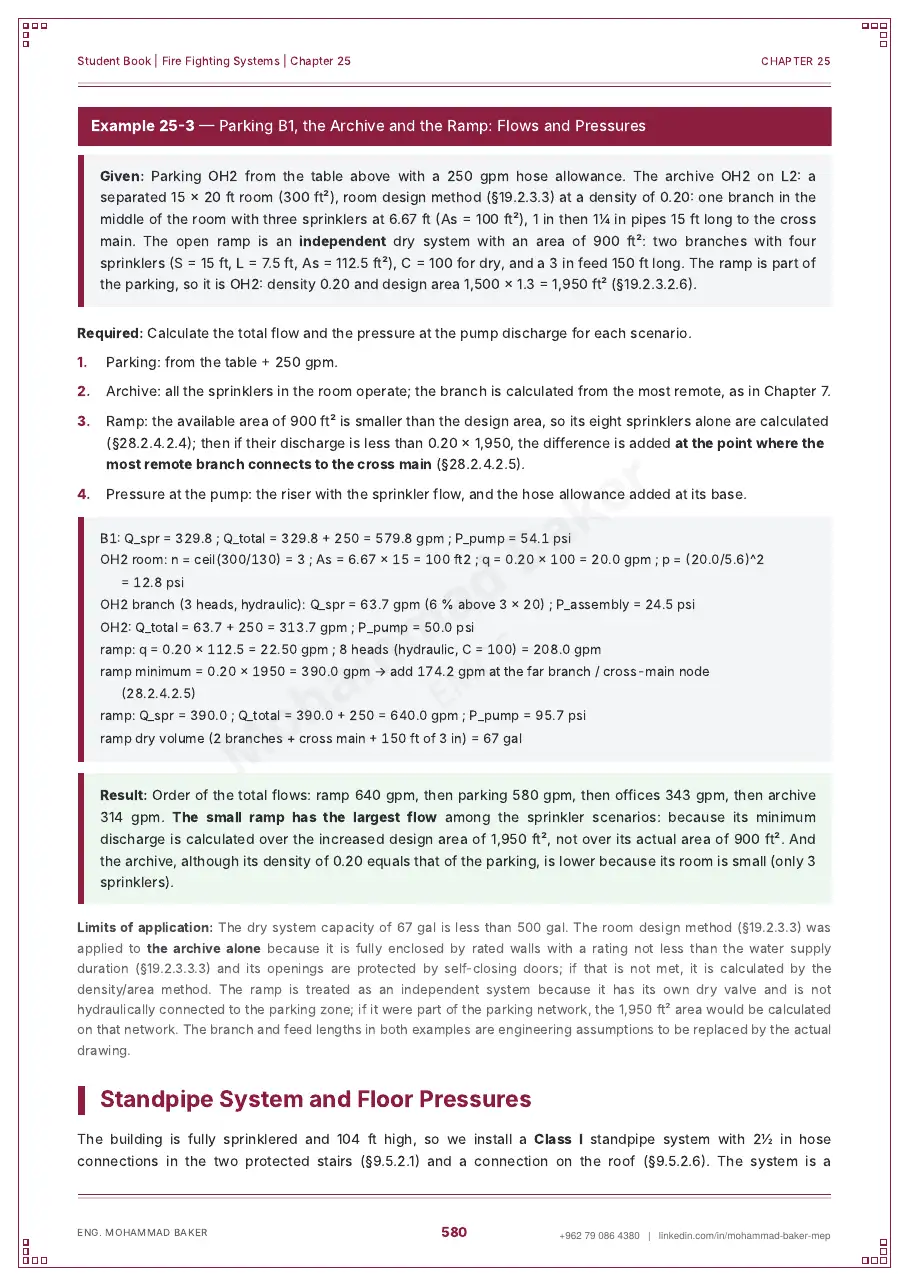 Student Book | Fire Fighting Systems | Chapter 25
CHAPTER 25
Example 25-3 — Parking B1, the Archive and the Ramp: Flows and Pressures
Given: Parking OH2 from the table above with a 250 gpm hose allowance. The archive OH2 on L2: a
separated 15 × 20 ft room (300 ft²), room design method (§19.2.3.3) at a density of 0.20: one branch in the
middle of the room with three sprinklers at 6.67 ft (As = 100 ft²), 1 in then 1¼ in pipes 15 ft long to the cross
main. The open ramp is an independent dry system with an area of 900 ft²: two branches with four
sprinklers (S = 15 ft, L = 7.5 ft, As = 112.5 ft²), C = 100 for dry, and a 3 in feed 150 ft long. The ramp is part of
the parking, so it is OH2: density 0.20 and design area 1,500 × 1.3 = 1,950 ft² (§19.2.3.2.6).
Required: Calculate the total flow and the pressure at the pump discharge for each scenario.
1. Parking: from the table + 250 gpm.
2. Archive: all the sprinklers in the room operate; the branch is calculated from the most remote, as in Chapter 7.
3. Ramp: the available area of 900 ft² is smaller than the design area, so its eight sprinklers alone are calculated
(§28.2.4.2.4); then if their discharge is less than 0.20 × 1,950, the difference is added at the point where the
most remote branch connects to the cross main (§28.2.4.2.5).
4. Pressure at the pump: the riser with the sprinkler flow, and the hose allowance added at its base.
B1: Q_spr = 329.8 ; Q_total = 329.8 + 250 = 579.8 gpm ; P_pump = 54.1 psi
OH2 room: n = ceil(300/130) = 3 ; As = 6.67 × 15 = 100 ft2 ; q = 0.20 × 100 = 20.0 gpm ; p = (20.0/5.6)^2
= 12.8 psi
OH2 branch (3 heads, hydraulic): Q_spr = 63.7 gpm (6 % above 3 × 20) ; P_assembly = 24.5 psi
OH2: Q_total = 63.7 + 250 = 313.7 gpm ; P_pump = 50.0 psi
ramp: q = 0.20 × 112.5 = 22.50 gpm ; 8 heads (hydraulic, C = 100) = 208.0 gpm
ramp minimum = 0.20 × 1950 = 390.0 gpm → add 174.2 gpm at the far branch / cross-main node
(28.2.4.2.5)
ramp: Q_spr = 390.0 ; Q_total = 390.0 + 250 = 640.0 gpm ; P_pump = 95.7 psi
ramp dry volume (2 branches + cross main + 150 ft of 3 in) = 67 gal
Result: Order of the total flows: ramp 640 gpm, then parking 580 gpm, then offices 343 gpm, then archive
314 gpm. The small ramp has the largest flow among the sprinkler scenarios: because its minimum
discharge is calculated over the increased design area of 1,950 ft², not over its actual area of 900 ft². And
the archive, although its density of 0.20 equals that of the parking, is lower because its room is small (only 3
sprinklers).
Limits of application: The dry system capacity of 67 gal is less than 500 gal. The room design method (§19.2.3.3) was
applied to the archive alone because it is fully enclosed by rated walls with a rating not less than the water supply
duration (§19.2.3.3.3) and its openings are protected by self-closing doors; if that is not met, it is calculated by the
density/area method. The ramp is treated as an independent system because it has its own dry valve and is not
hydraulically connected to the parking zone; if it were part of the parking network, the 1,950 ft² area would be calculated
on that network. The branch and feed lengths in both examples are engineering assumptions to be replaced by the actual
drawing.
Standpipe System and Floor Pressures
The building is fully sprinklered and 104 ft high, so we install a Class I standpipe system with 2½ in hose
connections in the two protected stairs (§9.5.2.1) and a connection on the roof (§9.5.2.6). The system is a
ENG. MOHAMMAD BAKER
580
+962 79 086 4380 | linkedin.com/in/mohammad-baker-mep
Mohammad Baker